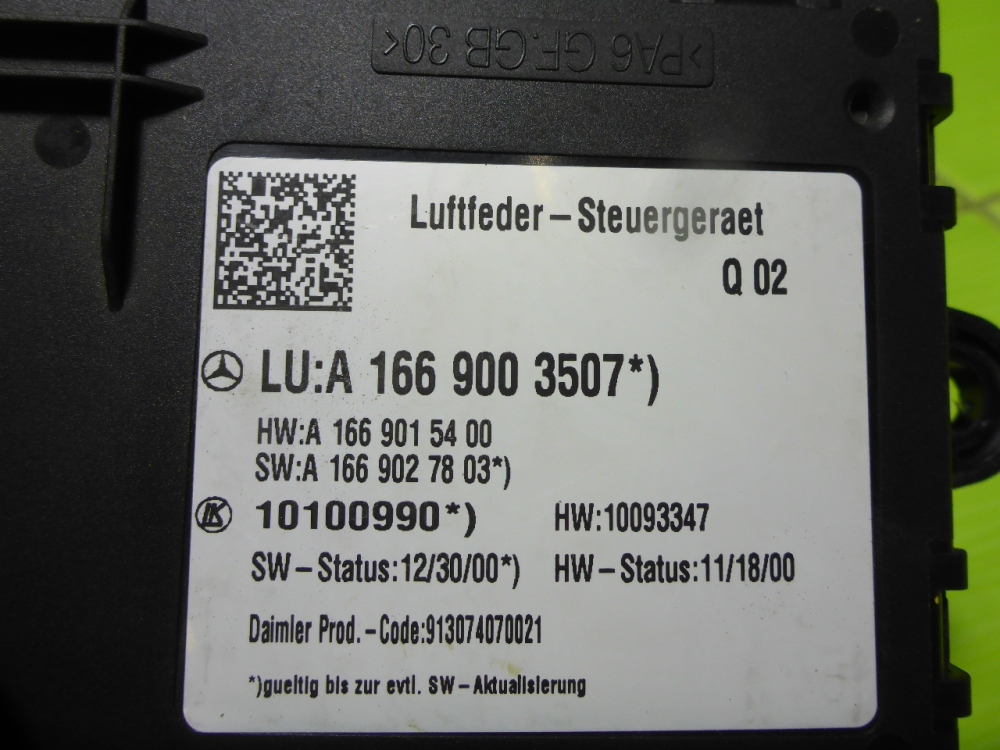 >PA6 GF.GB 30<
Luftfeder-Steuergeraet
Q 02
LU:A 166 900 3507*)
HW:A 166 901 54 00
SW:A 166 902 78 03*)
IK 10100990*) HW:10093347
SW-Status:12/30/00*) HW-Status:11/18/00
Daimler Prod.-Code:913074070021
*)gueltig bis zur evtl. SW-Aktualisierung